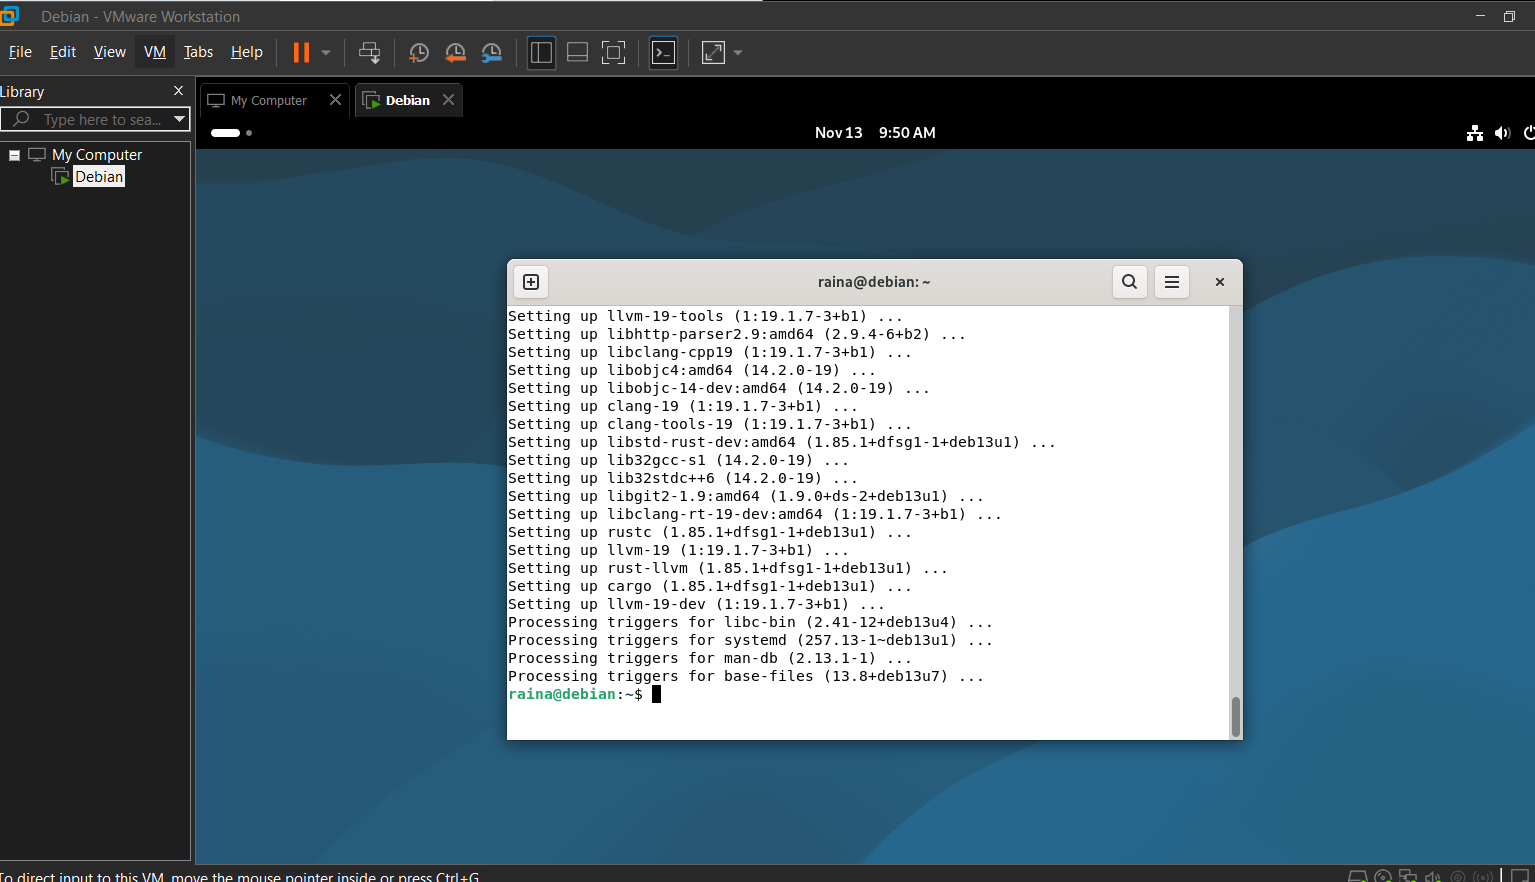 Debian - VMware Workstation
File Edit View VM Tabs Help
Library
Type here to sea...
My Computer
Debian
My Computer
Debian
Nov 13 9:50 AM
raina@debian: ~
Setting up llvm-19-tools (1:19.1.7-3+b1) ...
Setting up libhttp-parser2.9:amd64 (2.9.4-6+b2) ...
Setting up libclang-cpp19 (1:19.1.7-3+b1) ...
Setting up libobjc4:amd64 (14.2.0-19) ...
Setting up libobjc-14-dev:amd64 (14.2.0-19) ...
Setting up clang-19 (1:19.1.7-3+b1) ...
Setting up clang-tools-19 (1:19.1.7-3+b1) ...
Setting up libstd-rust-dev:amd64 (1.85.1+dfsg1-1+deb13u1) ...
Setting up lib32gcc-s1 (14.2.0-19) ...
Setting up lib32stdc++6 (14.2.0-19) ...
Setting up libgit2-1.9:amd64 (1.9.0+ds-2+deb13u1) ...
Setting up libclang-rt-19-dev:amd64 (1:19.1.7-3+b1) ...
Setting up rustc (1.85.1+dfsg1-1+deb13u1) ...
Setting up llvm-19 (1:19.1.7-3+b1) ...
Setting up rust-llvm (1.85.1+dfsg1-1+deb13u1) ...
Setting up cargo (1.85.1+dfsg1-1+deb13u1) ...
Setting up llvm-19-dev (1:19.1.7-3+b1) ...
Processing triggers for libc-bin (2.41-12+deb13u4) ...
Processing triggers for systemd (257.13-1~deb13u1) ...
Processing triggers for man-db (2.13.1-1) ...
Processing triggers for base-files (13.8+deb13u7) ...
raina@debian:~$
To direct input to this VM, move the mouse pointer inside or press Ctrl+G.